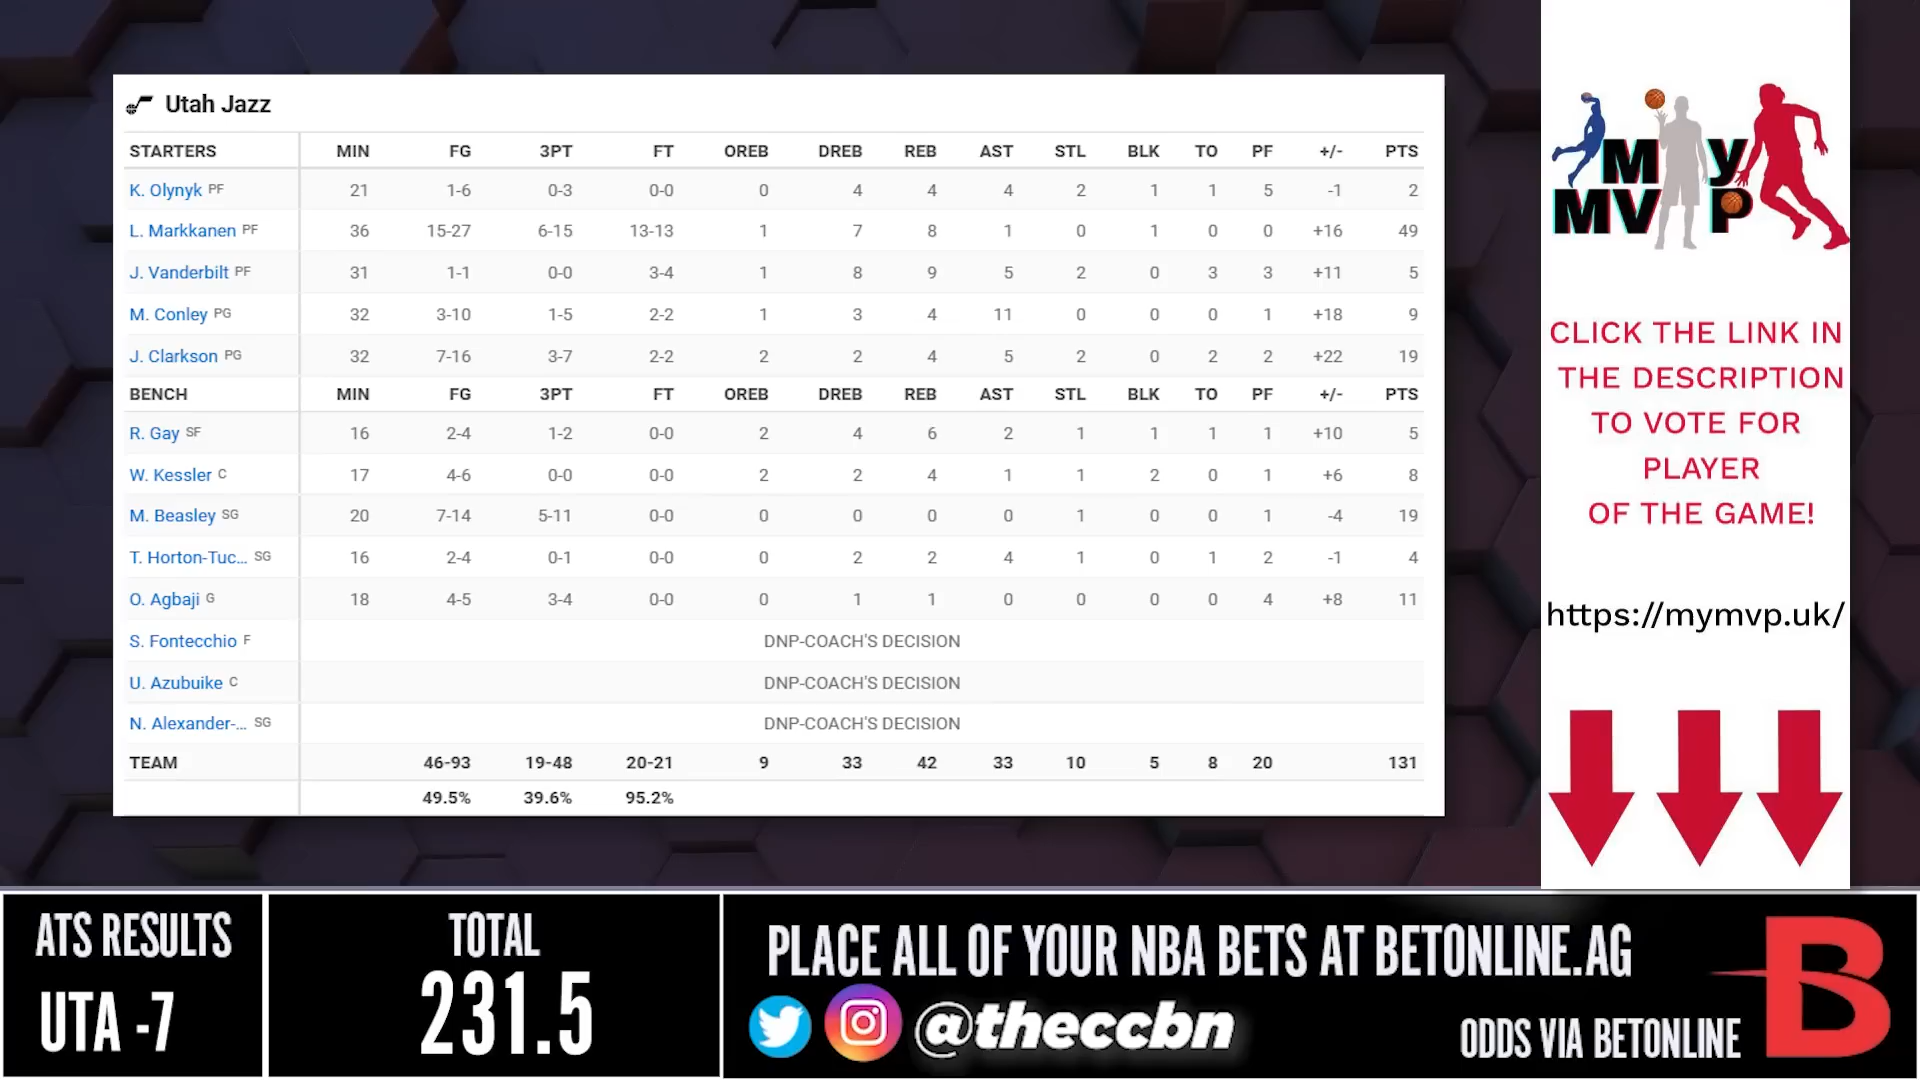 Utah Jazz
STARTERS MIN FG 3PT FT OREB DREB REB AST STL BLK TO PF +/- PTS
K. Olynyk PF 21 1-6 0-3 0-0 0 4 4 4 2 1 1 5 -1 2
L. Markkanen PF 36 15-27 6-15 13-13 1 7 8 1 0 1 0 0 +16 49
J. Vanderbilt PF 31 1-1 0-0 3-4 1 8 9 5 2 0 3 3 +11 5
M. Conley PG 32 3-10 1-5 2-2 1 3 4 11 0 0 0 1 +18 9
J. Clarkson PG 32 7-16 3-7 2-2 2 2 4 5 2 0 2 2 +22 19
BENCH MIN FG 3PT FT OREB DREB REB AST STL BLK TO PF +/- PTS
R. Gay SF 16 2-4 1-2 0-0 2 4 6 2 1 1 1 1 +10 5
W. Kessler C 17 4-6 0-0 0-0 2 2 4 1 1 2 0 1 +6 8
M. Beasley SG 20 7-14 5-11 0-0 0 0 0 0 1 0 0 1 -4 19
T. Horton-Tuc... SG 16 2-4 0-1 0-0 0 2 2 4 1 0 1 2 -1 4
O. Agbaji G 18 4-5 3-4 0-0 0 1 1 0 0 0 0 4 +8 11
S. Fontecchio F DNP-COACH'S DECISION
U. Azubuike C DNP-COACH'S DECISION
N. Alexander-... SG DNP-COACH'S DECISION
TEAM 46-93 19-48 20-21 9 33 42 33 10 5 8 20 131
49.5% 39.6% 95.2%
My
MVP
CLICK THE LINK IN
THE DESCRIPTION
TO VOTE FOR
PLAYER
OF THE GAME!
https://mymvp.uk/
ATS RESULTS
UTA -7
TOTAL
231.5
PLACE ALL OF YOUR NBA BETS AT BETONLINE.AG
@theccbn
ODDS VIA BETONLINE
B